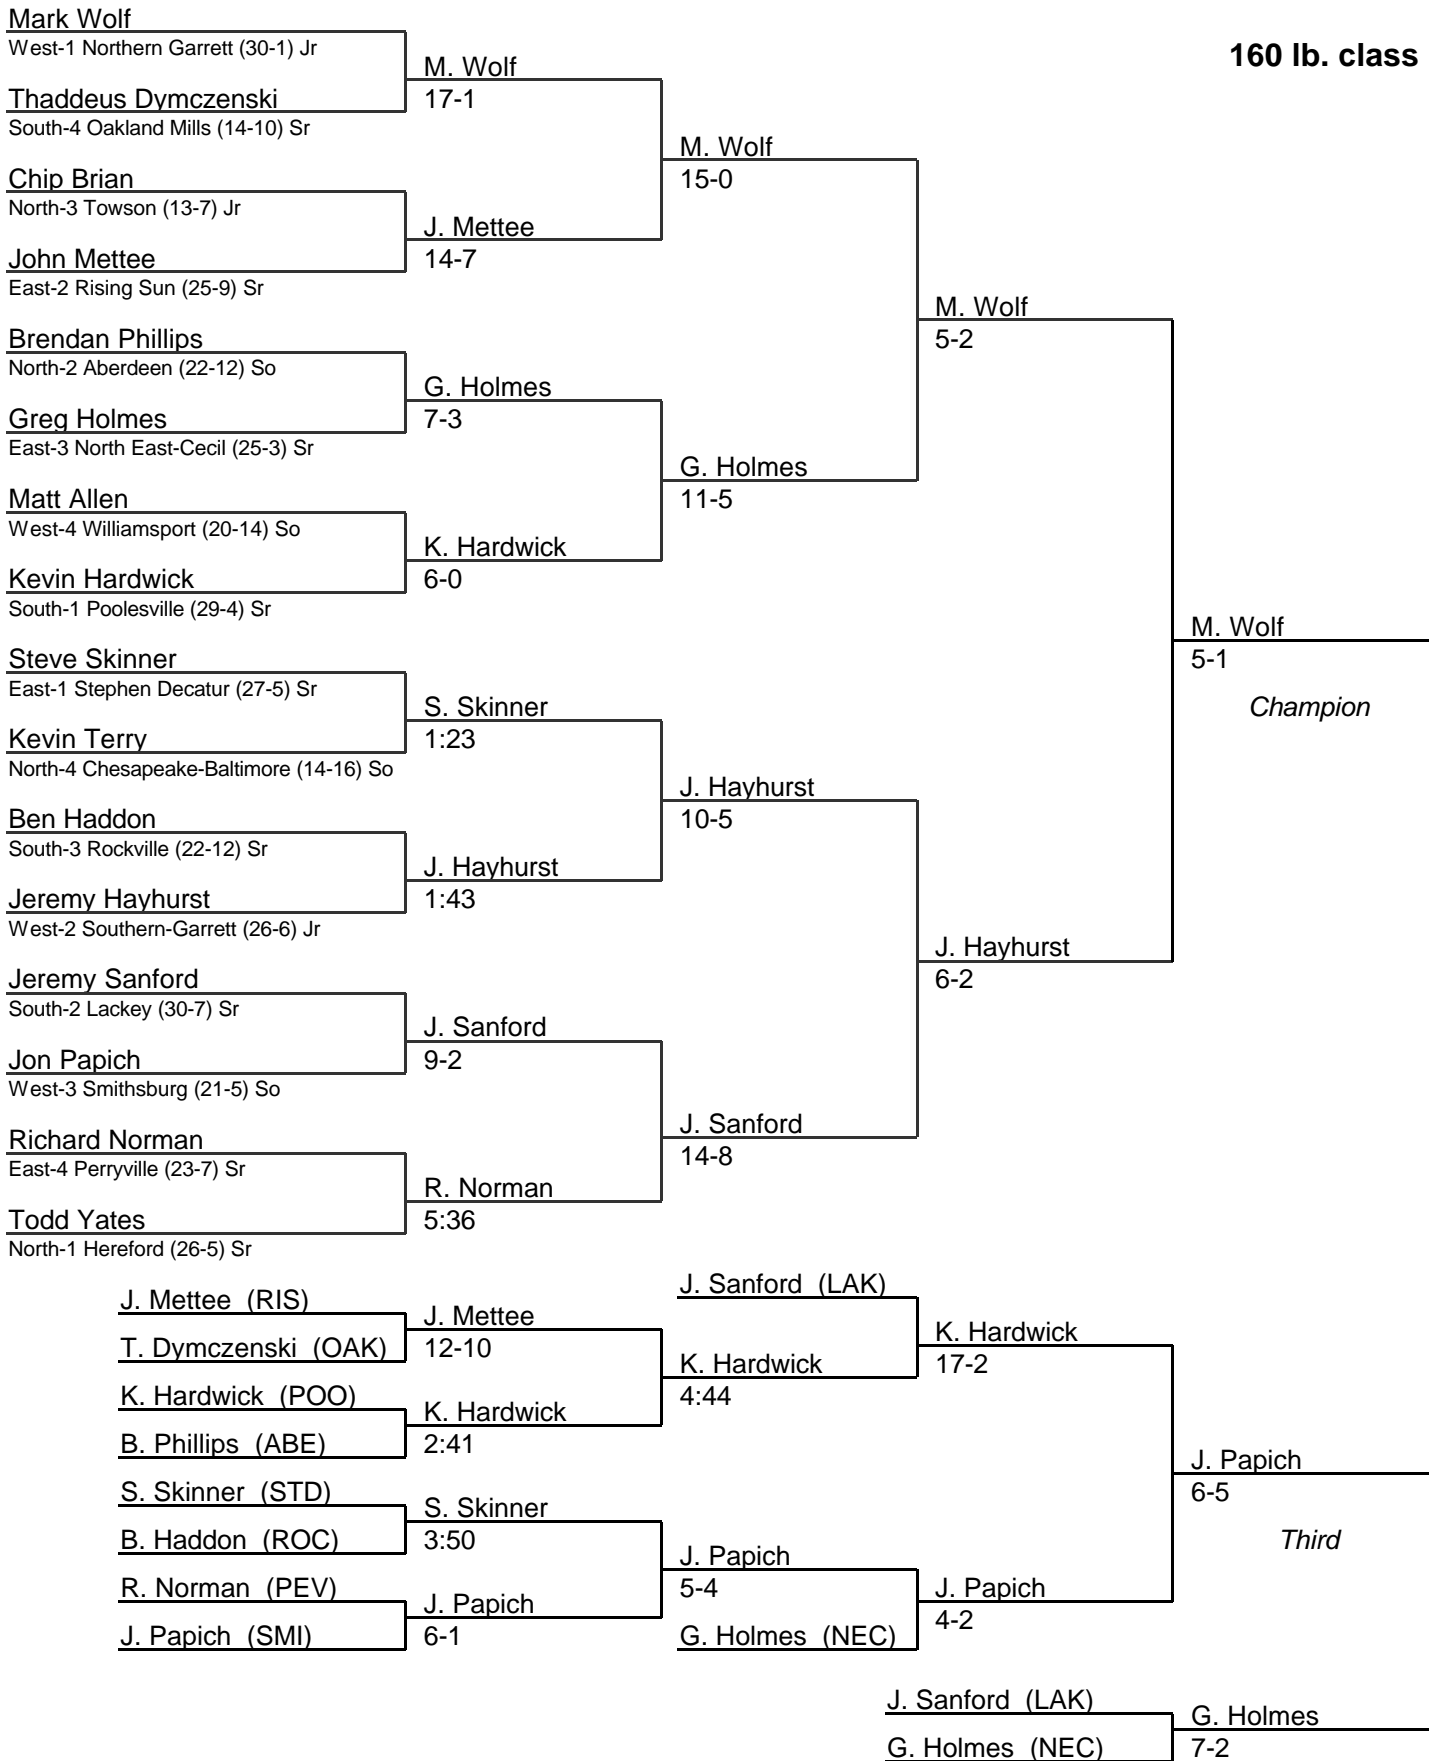 Mark Wolf
West-1 Northern Garrett (30-1) Jr
160 lb. class
M. Wolf
17-1
Thaddeus Dymczenski
South-4 Oakland Mills (14-10) Sr
M. Wolf
15-0
Chip Brian
North-3 Towson (13-7) Jr
J. Mettee
14-7
John Mettee
East-2 Rising Sun (25-9) Sr
M. Wolf
5-2
Brendan Phillips
North-2 Aberdeen (22-12) So
G. Holmes
7-3
Greg Holmes
East-3 North East-Cecil (25-3) Sr
G. Holmes
11-5
Matt Allen
West-4 Williamsport (20-14) So
K. Hardwick
6-0
Kevin Hardwick
South-1 Poolesville (29-4) Sr
M. Wolf
5-1
Champion
Steve Skinner
East-1 Stephen Decatur (27-5) Sr
S. Skinner
1:23
Kevin Terry
North-4 Chesapeake-Baltimore (14-16) So
J. Hayhurst
10-5
Ben Haddon
South-3 Rockville (22-12) Sr
J. Hayhurst
1:43
Jeremy Hayhurst
West-2 Southern-Garrett (26-6) Jr
J. Hayhurst
6-2
Jeremy Sanford
South-2 Lackey (30-7) Sr
J. Sanford
9-2
Jon Papich
West-3 Smithsburg (21-5) So
J. Sanford
14-8
Richard Norman
East-4 Perryville (23-7) Sr
R. Norman
5:36
Todd Yates
North-1 Hereford (26-5) Sr
J. Mettee (RIS)
J. Mettee
12-10
T. Dymczenski (OAK)
J. Sanford (LAK)
K. Hardwick
17-2
K. Hardwick
4:44
K. Hardwick (POO)
K. Hardwick
2:41
B. Phillips (ABE)
J. Papich
6-5
Third
S. Skinner (STD)
S. Skinner
3:50
B. Haddon (ROC)
J. Papich
5-4
R. Norman (PEV)
J. Papich
6-1
J. Papich (SMI)
J. Papich
4-2
G. Holmes (NEC)
J. Sanford (LAK)
G. Holmes
7-2
G. Holmes (NEC)